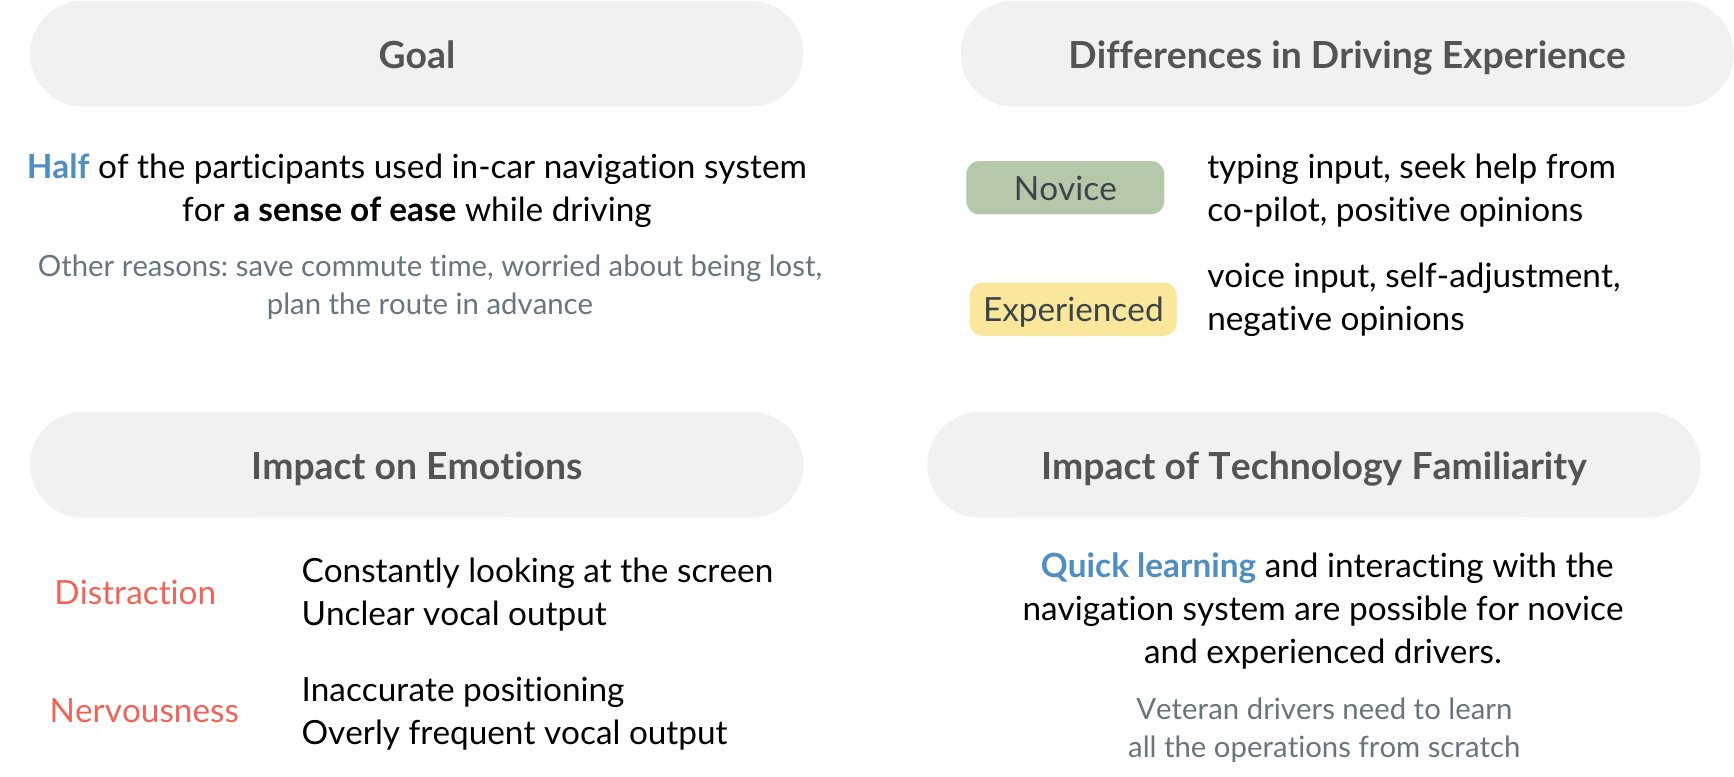 Goal
Half of the participants used in-car navigation system
for a sense of ease while driving
Other reasons: save commute time, worried about being lost,
plan the route in advance
Differences in Driving Experience
Novice
typing input, seek help from
co-pilot, positive opinions
Experienced
voice input, self-adjustment,
negative opinions
Impact on Emotions
Distraction
Constantly looking at the screen
Unclear vocal output
Nervousness
Inaccurate positioning
Overly frequent vocal output
Impact of Technology Familiarity
Quick learning and interacting with the
navigation system are possible for novice
and experienced drivers.
Veteran drivers need to learn
all the operations from scratch